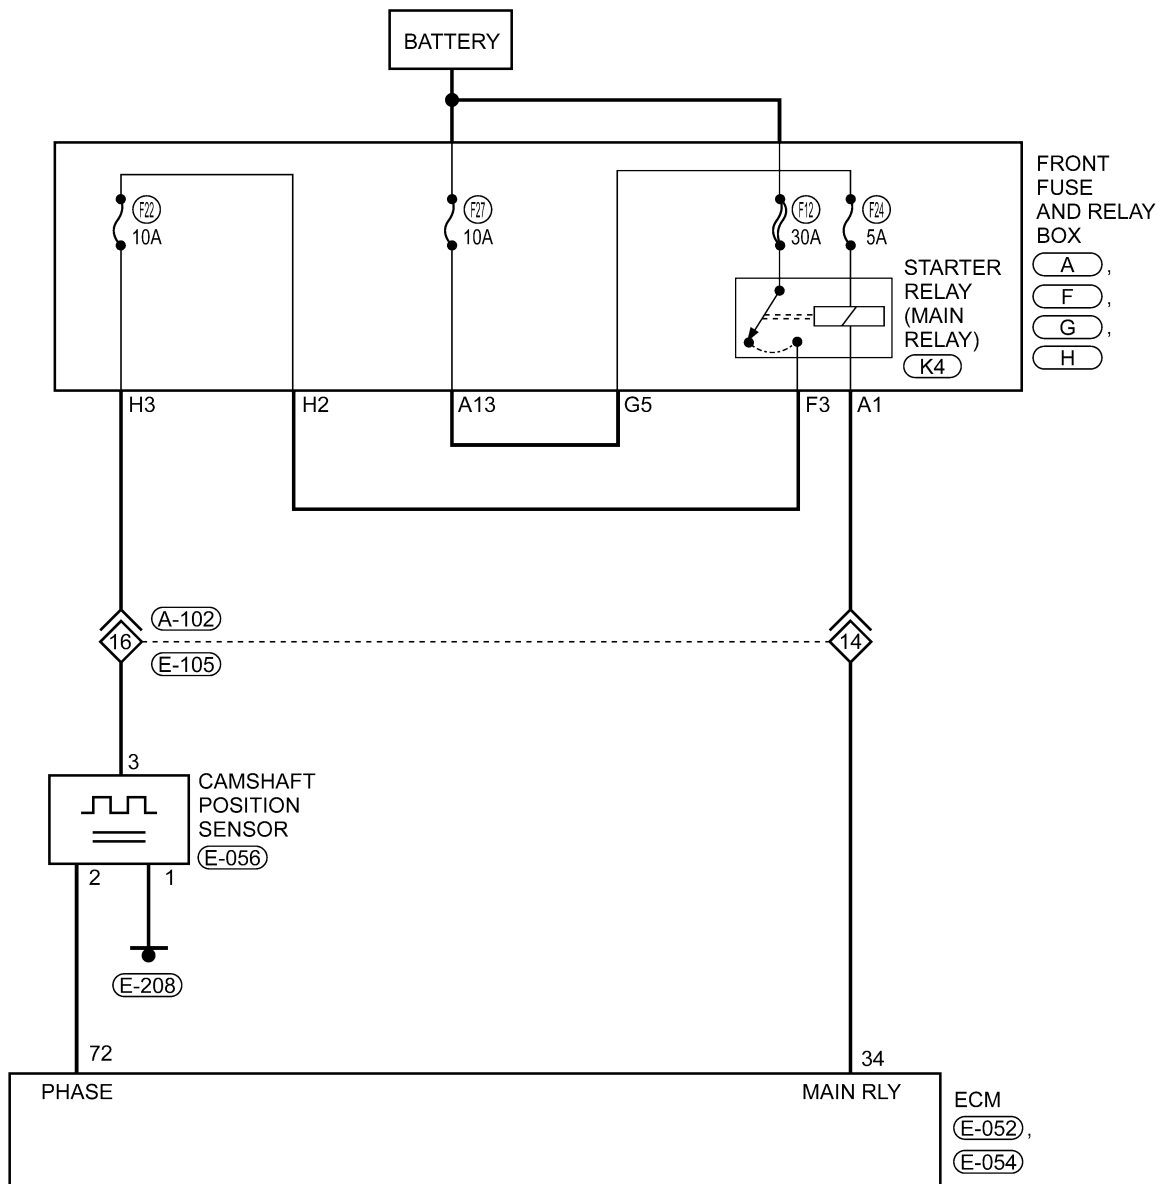 BATTERY
FRONT
FUSE
AND RELAY
BOX
A ,
F ,
G ,
H
F22
10A
F27
10A
F12
30A
F24
5A
STARTER
RELAY
(MAIN
RELAY)
K4
H3
H2
A13
G5
F3
A1
A-102
16
14
E-105
3
CAMSHAFT
POSITION
SENSOR
E-056
2
1
E-208
72
34
PHASE
MAIN RLY
ECM
E-052 ,
E-054